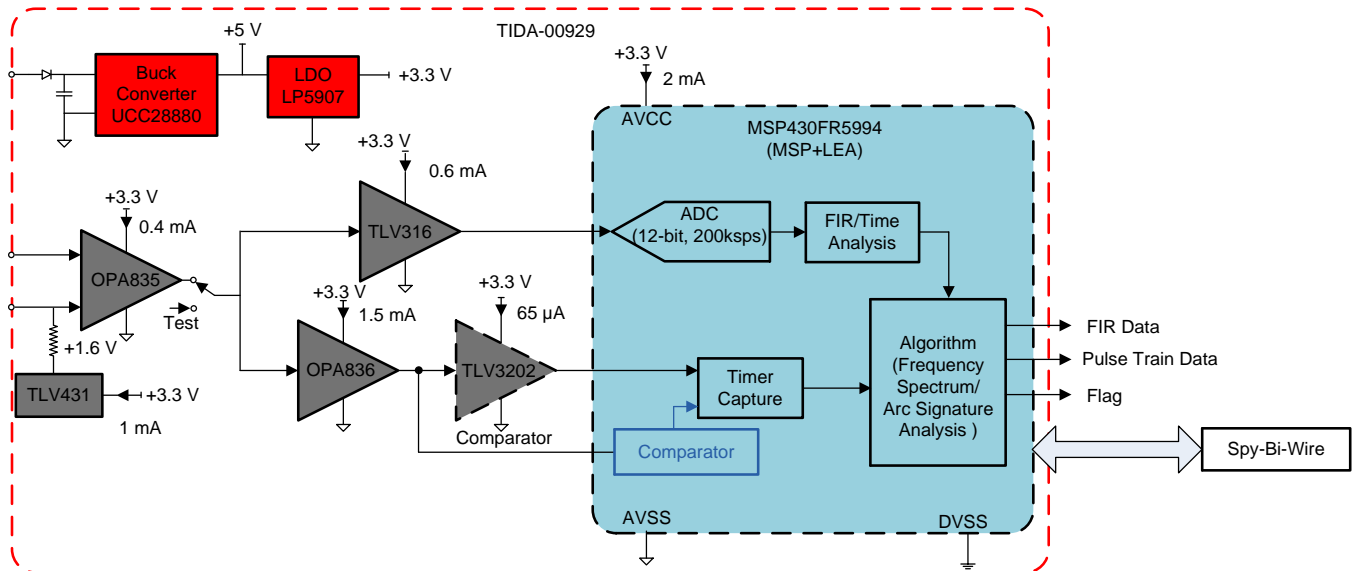 TIDA-00929
+5 V
Buck
Converter
UCC28880
LDO
LP5907
+3.3 V
+3.3 V
2 mA
AVCC
MSP430FR5994
(MSP+LEA)
+3.3 V
0.6 mA
TLV316
+3.3 V
0.4 mA
OPA835
Test
+1.6 V
TLV431
+3.3 V
1 mA
+3.3 V
1.5 mA
OPA836
+3.3 V
65 µA
TLV3202
Comparator
ADC
(12-bit, 200ksps)
FIR/Time
Analysis
Timer
Capture
Comparator
Algorithm
(Frequency
Spectrum/
Arc Signature
Analysis )
FIR Data
Pulse Train Data
Flag
Spy-Bi-Wire
AVSS
DVSS